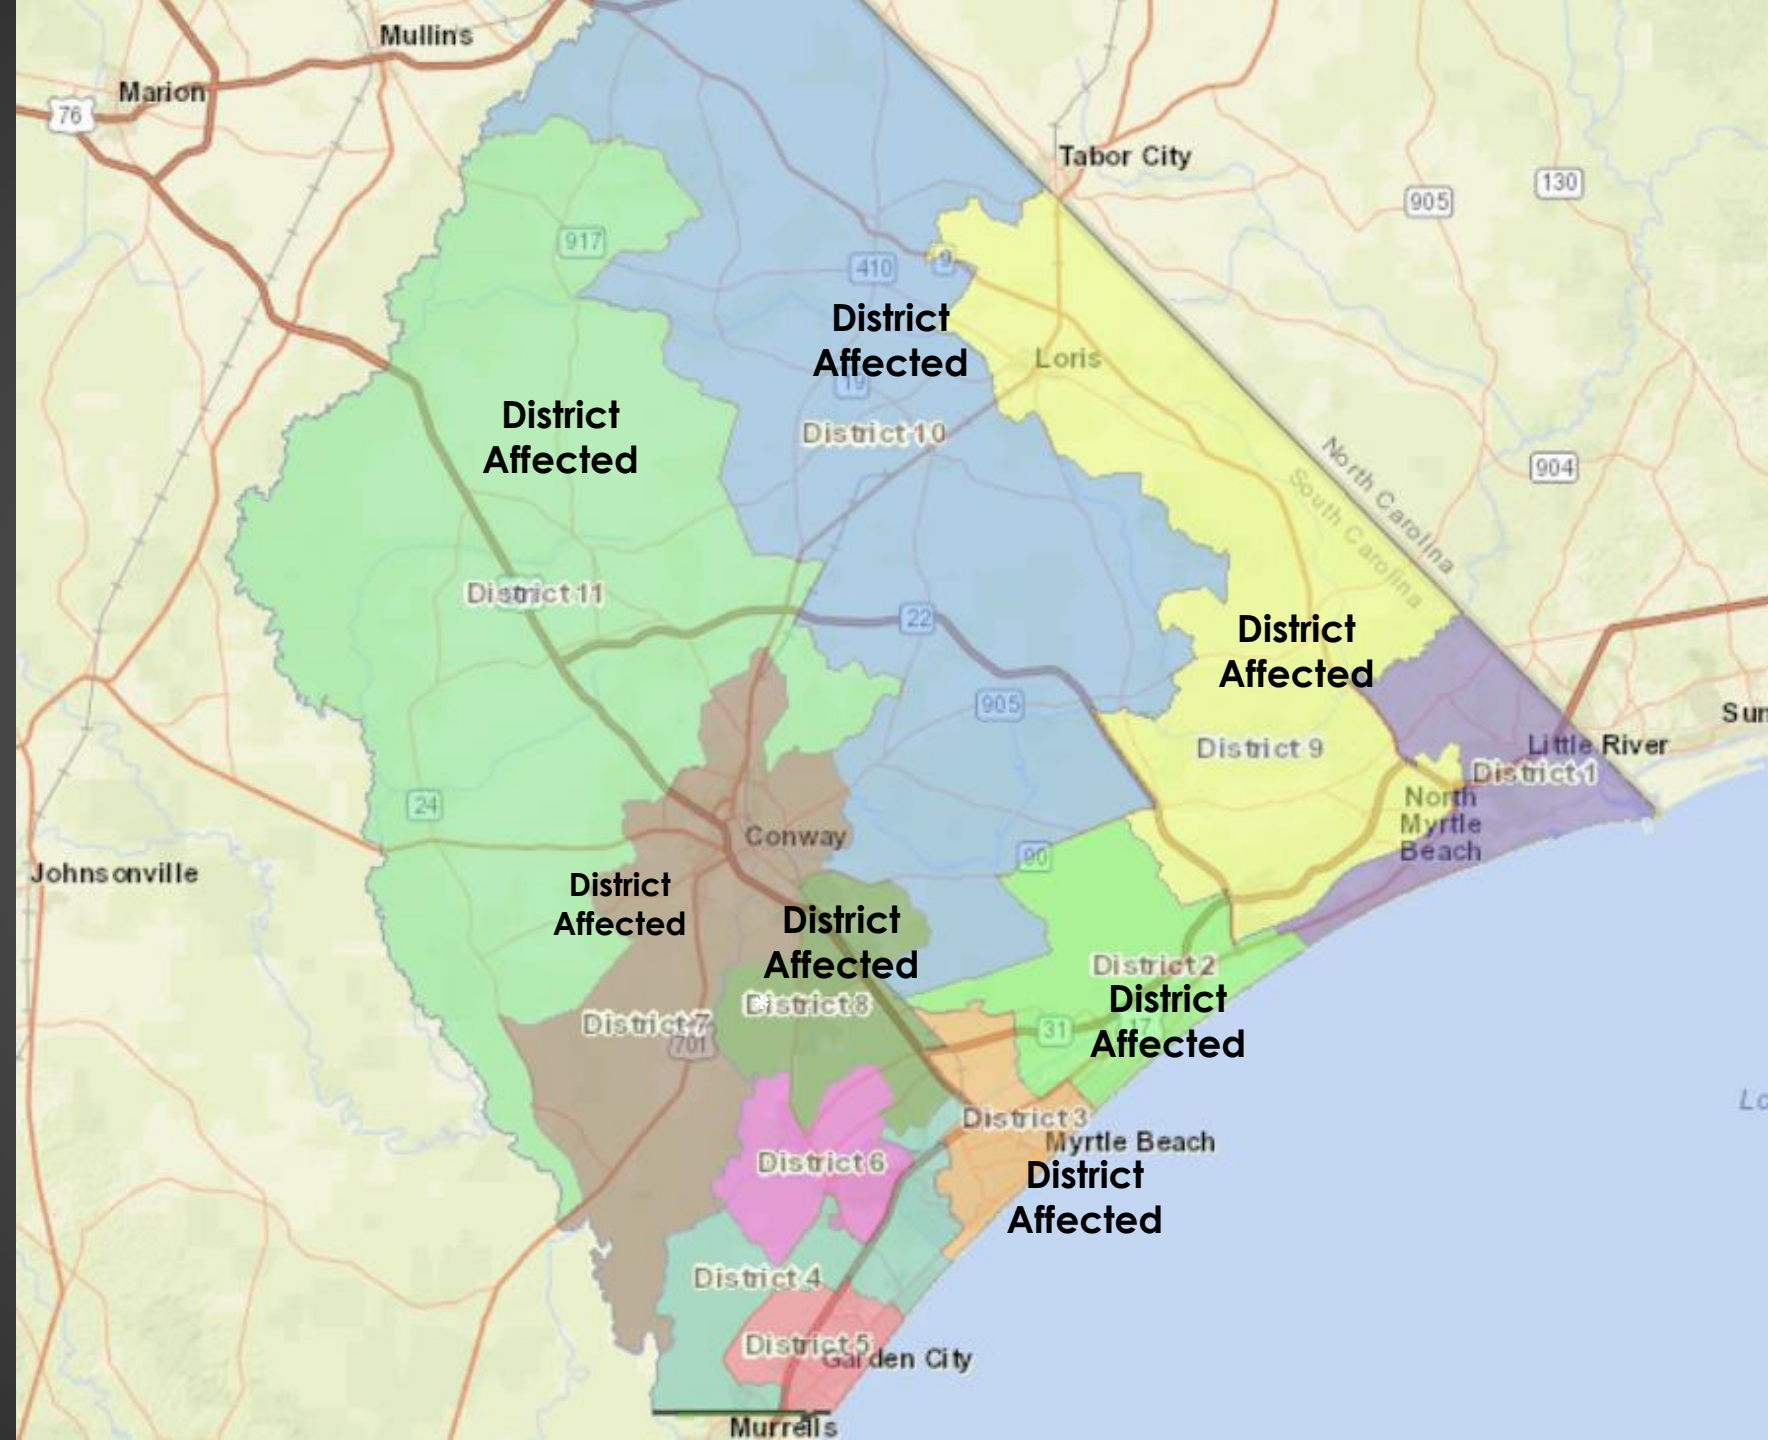 Mullins
Marion
76
Tabor City
130
905
917
410
9
District
Affected
Loris
19
District
Affected
District 10
North Carolina
South Carolina
904
District 11
22
District
Affected
905
Sun
District 9
Little River
District 1
24
North
Myrtle
Beach
Conway
90
Johnsonville
District
Affected
District
Affected
District 2
District
Affected
District 8
District 7
701
31
17
Lo
District 3
Myrtle Beach
District 6
District
Affected
District 4
District 5
Garden City
Murrells